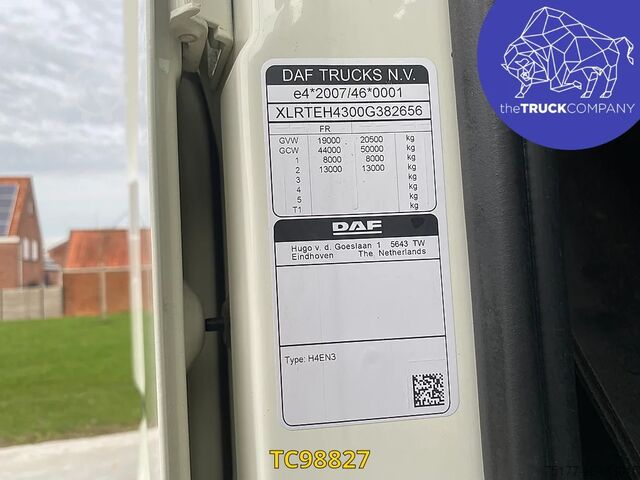 DAF TRUCKS N.V.
e4*2007/46*0001
XLRTEH4300G382656
FR
GVW 19000 20500 kg
GCW 44000 50000 kg
1 8000 8000 kg
2 13000 13000 kg
3 kg
4 kg
5 kg
T1 kg
DAF
Hugo v. d. Goeslaan 1 5643 TW
Eindhoven The Netherlands
Type: H4EN3
theTRUCKCOMPANY
TC98827